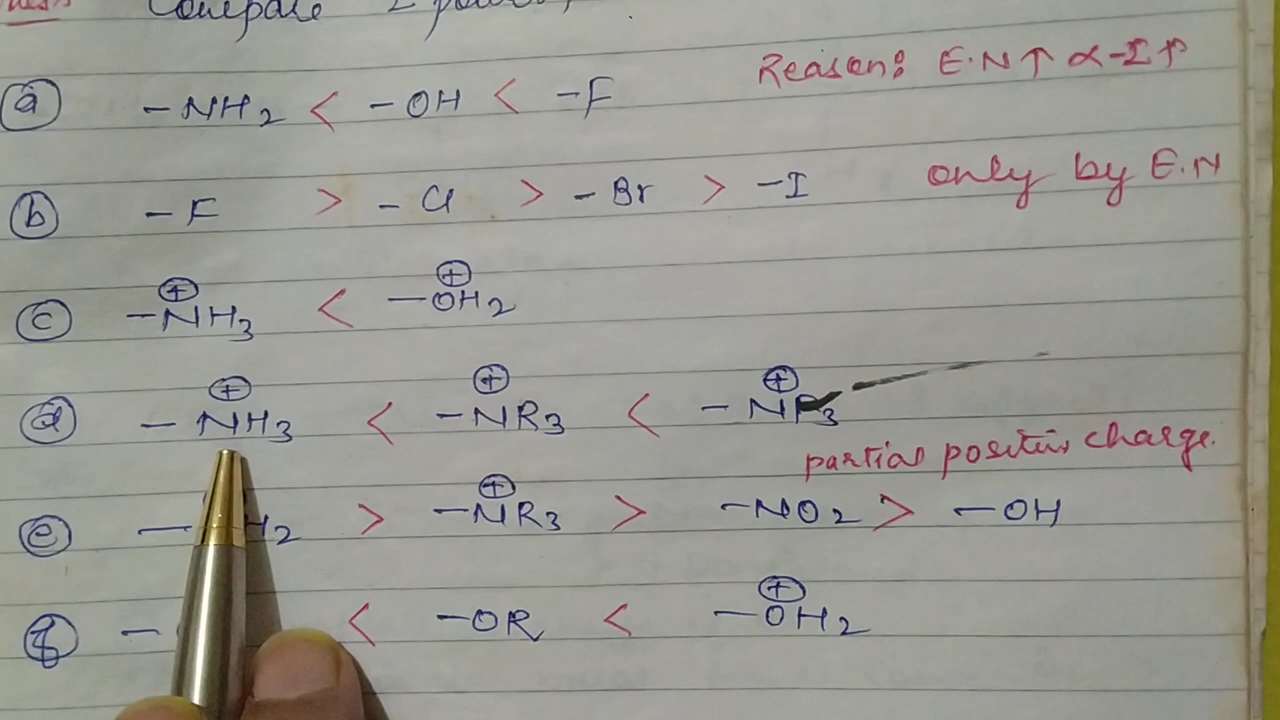 Compare I power,
ⓐ -NH₂ < -OH < -F Reason: E.N↑ ∝ -I↑
ⓑ -F > -Cl > -Br > -I only by E.N
ⓒ -N⊕H₃ < -O⊕H₂
ⓓ -N⊕H₃ < -N⊕R₃ < -N⊕F₃
partial positive charge.
ⓔ - H₂ > -N⊕R₃ > -NO₂ > -OH
ⓕ - < -OR < -O⊕H₂